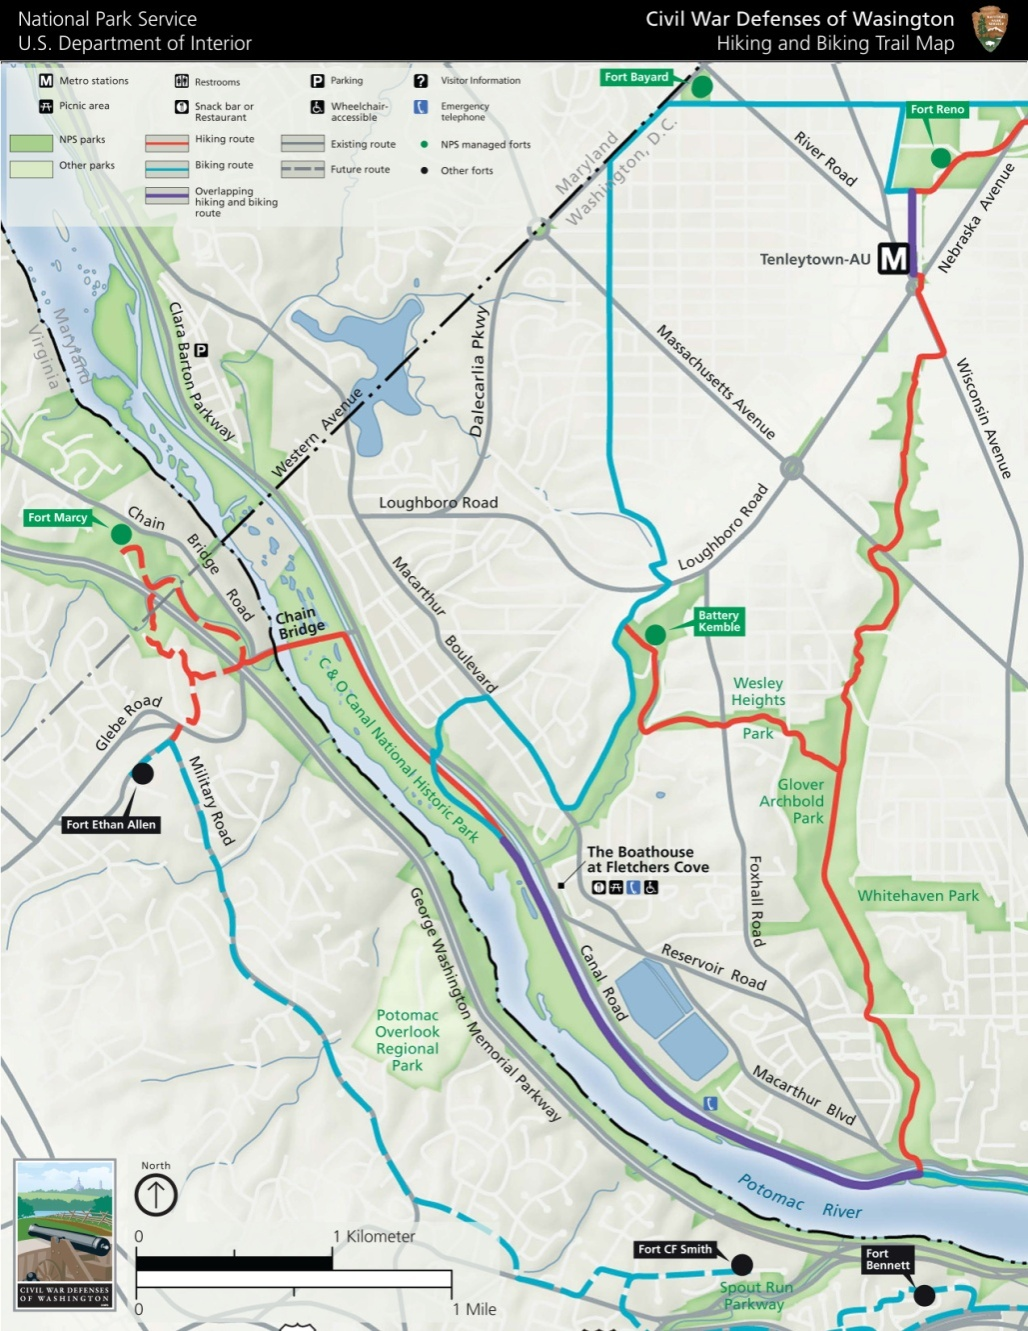 National Park Service
U.S. Department of Interior
Civil War Defenses of Wasington
Hiking and Biking Trail Map
M Metro stations
Restrooms
P Parking
? Visitor Information
Picnic area
Snack bar or
Restaurant
Wheelchair-
accessible
Emergency
telephone
NPS parks
Hiking route
Existing route
NPS managed forts
Other parks
Biking route
Future route
Other forts
Overlapping
hiking and biking
route
Fort Bayard
Fort Reno
Maryland
Washington, D.C.
River Road
Nebraska Avenue
Tenleytown-AU
M
Maryland
Virginia
Clara Barton Parkway
P
Western Avenue
Dalecarlia Pkwy
Massachusetts Avenue
Wisconsin Avenue
Loughboro Road
Loughboro Road
Fort Marcy
Chain
Bridge
Road
Chain
Bridge
Macarthur
Boulevard
Battery
Kemble
Wesley
Heights
Park
Glebe Road
C & O Canal National Historic Park
Fort Ethan Allen
Military Road
Glover
Archbold
Park
The Boathouse
at Fletchers Cove
Foxhall Road
Whitehaven Park
George Washington Memorial Parkway
Canal Road
Reservoir Road
Potomac
Overlook
Regional
Park
Macarthur Blvd
Potomac River
North
0
1 Kilometer
0
1 Mile
CIVIL WAR DEFENSES
OF WASHINGTON
Fort CF Smith
Fort
Bennett
Spout Run
Parkway